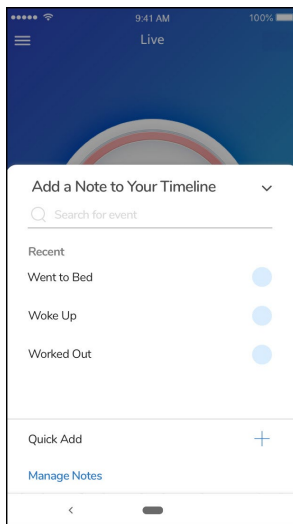 9:41 AM
100%
Live
Add a Note to Your Timeline
Search for event
Recent
Went to Bed
Woke Up
Worked Out
Quick Add
Manage Notes